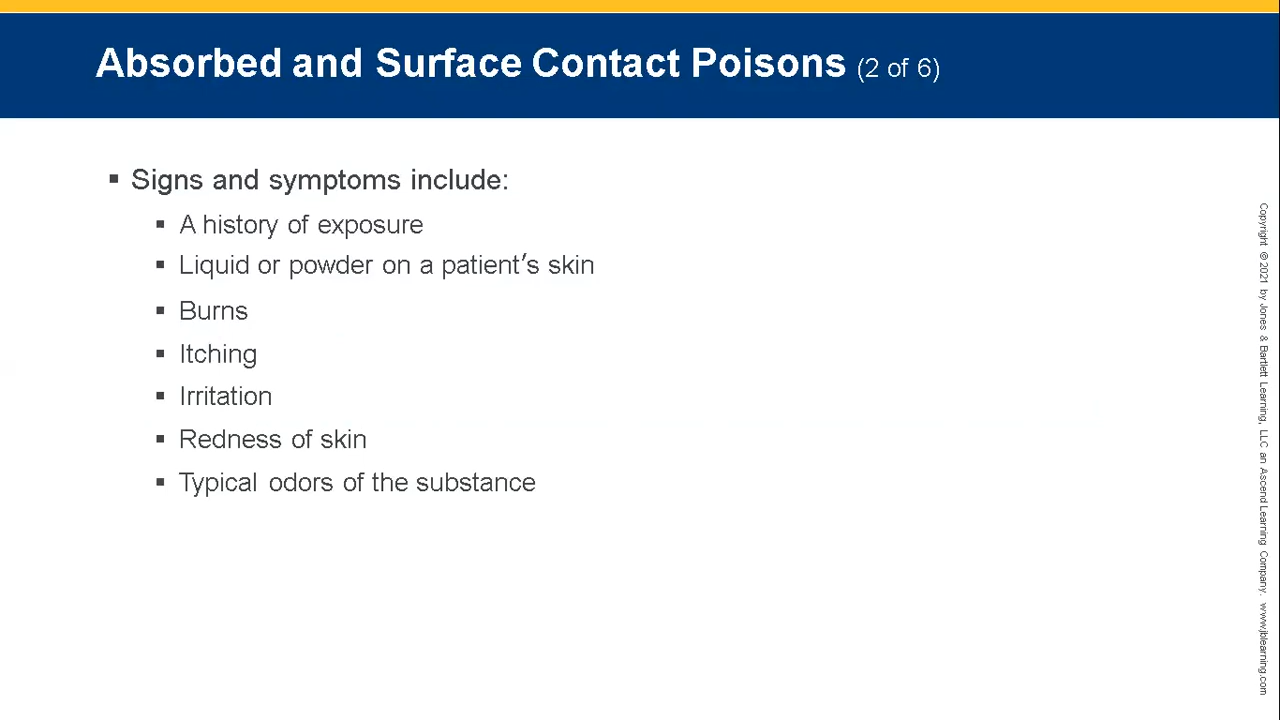 Absorbed and Surface Contact Poisons (2 of 6)
▪ Signs and symptoms include:
▪ A history of exposure
▪ Liquid or powder on a patient’s skin
▪ Burns
▪ Itching
▪ Irritation
▪ Redness of skin
▪ Typical odors of the substance
Copyright © 2021 by Jones & Bartlett Learning, LLC an Ascend Learning Company. www.jblearning.com